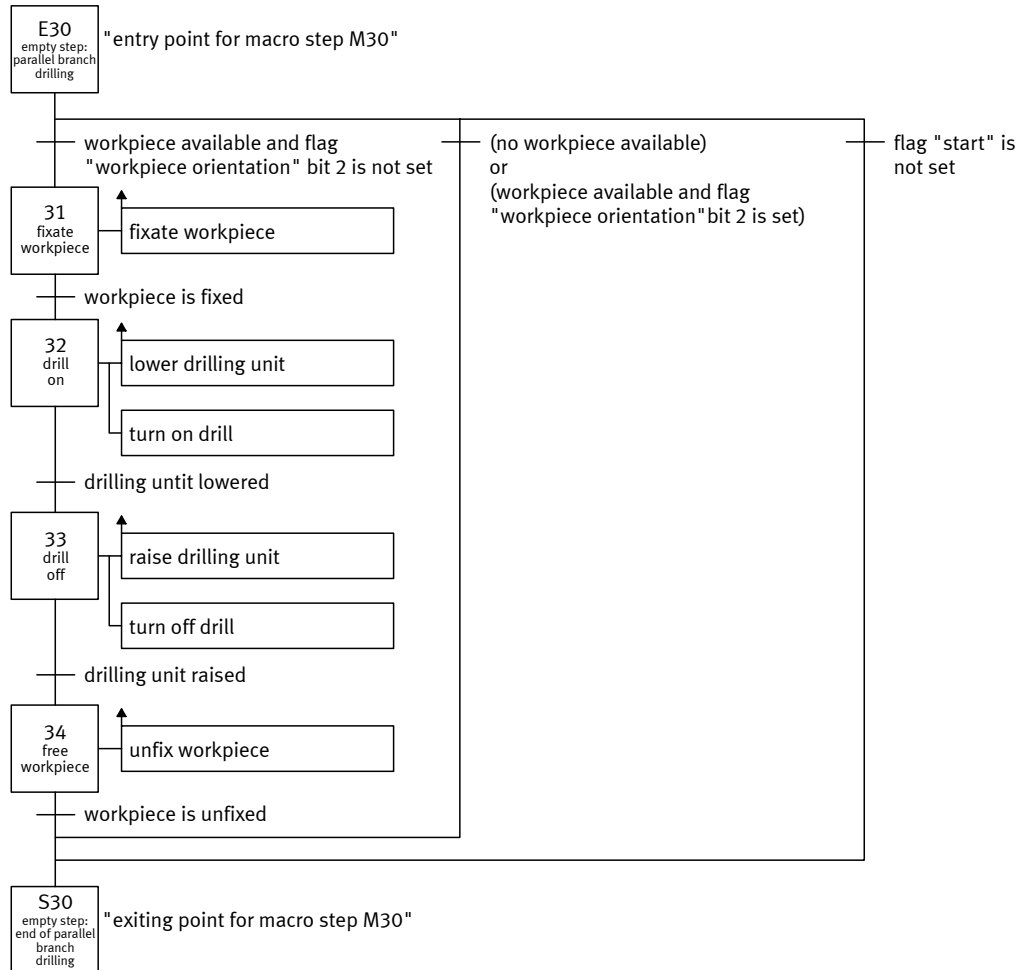 E30
empty step:
parallel branch
drilling
"entry point for macro step M30"
workpiece available and flag
"workpiece orientation" bit 2 is not set
(no workpiece available)
or
(workpiece available and flag
"workpiece orientation"bit 2 is set)
flag "start" is
not set
31
fixate
workpiece
fixate workpiece
workpiece is fixed
32
drill
on
lower drilling unit
turn on drill
drilling untit lowered
33
drill
off
raise drilling unit
turn off drill
drilling unit raised
34
free
workpiece
unfix workpiece
workpiece is unfixed
S30
empty step:
end of parallel
branch
drilling
"exiting point for macro step M30"